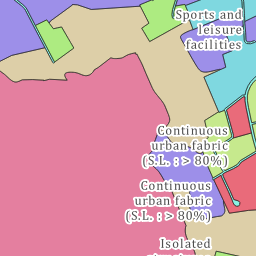 Sports and
leisure
facilities
Continuous
urban fabric
(S.L. : > 80%)
Continuous
urban fabric
(S.L. : > 80%)
Isolated